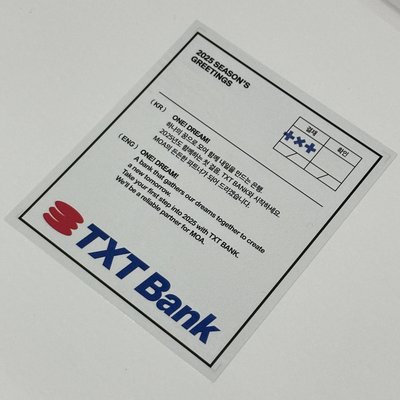 2025 SEASON'S
GREETINGS
결재
확인
+×+
(KR)
ONE! DREAM!
하나의 꿈으로 모여 함께 내일을 만드는 은행.
2025년도 함께하는 첫 걸음, TXT BANK와 시작하세요.
MOA의 든든한 파트너가 되어 드리겠습니다.
(ENG)
ONE! DREAM!
A bank that gathers our dreams together to create
a new tomorrow.
Take your first step into 2025 with TXT BANK.
We'll be a reliable partner for MOA.
TXT Bank